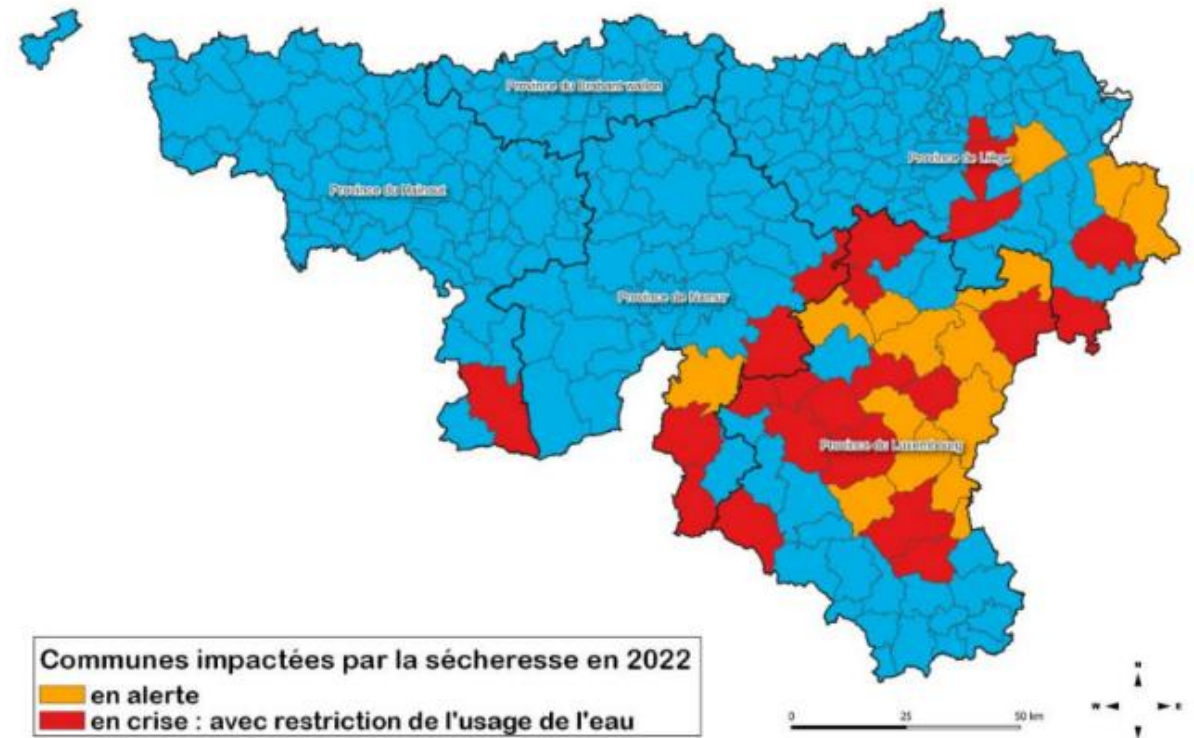 Province du Brabant wallon
Province de Liège
Province du Hainaut
Province de Namur
Province du Luxembourg
Communes impactées par la sécheresse en 2022
en alerte
en crise : avec restriction de l'usage de l'eau
0 25 50 km
N
W E